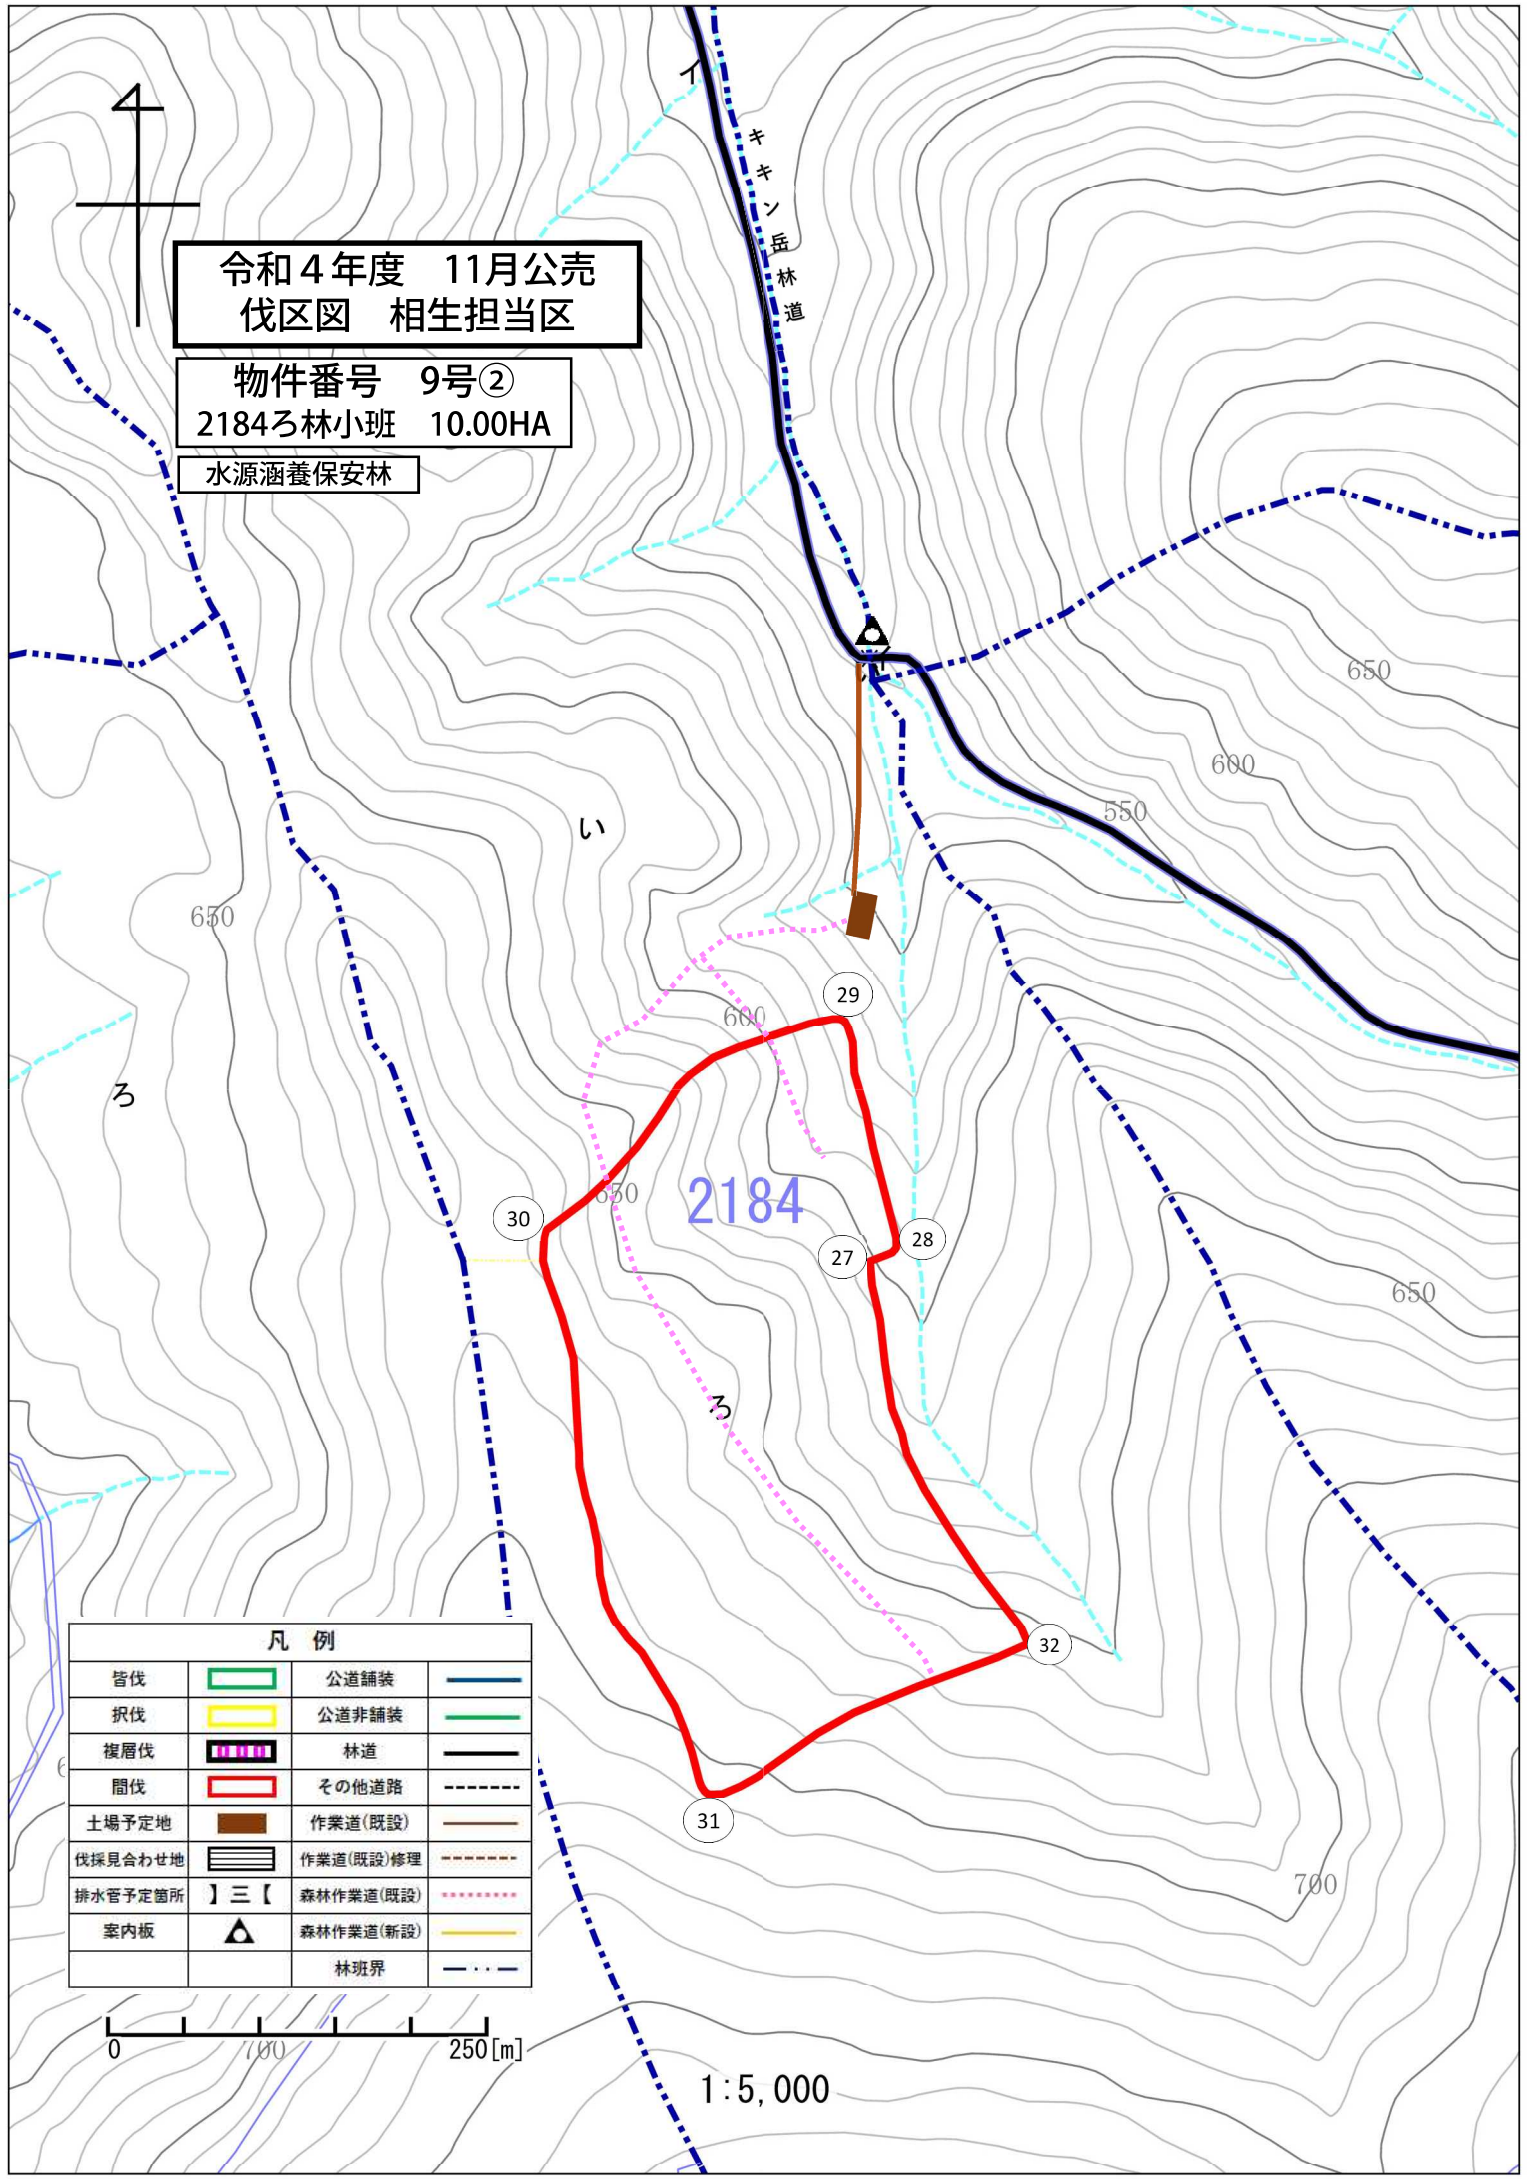 イ
キキン岳林道
令和４年度　11月公売
伐区図　相生担当区
物件番号　9号②
2184ろ林小班　10.00HA
水源涵養保安林
イ
650
600
550
い
650
29
600
ろ
2184
650
30
28
27
650
ろ
32
31
700
凡 例
皆伐 公道舗装
択伐 公道非舗装
複層伐 林道
間伐 その他道路
土場予定地 作業道(既設)
伐採見合わせ地 作業道(既設)修理
排水管予定箇所 】三【 森林作業道(既設)
案内板 森林作業道(新設)
林班界
0 250[m]
700
1:5,000